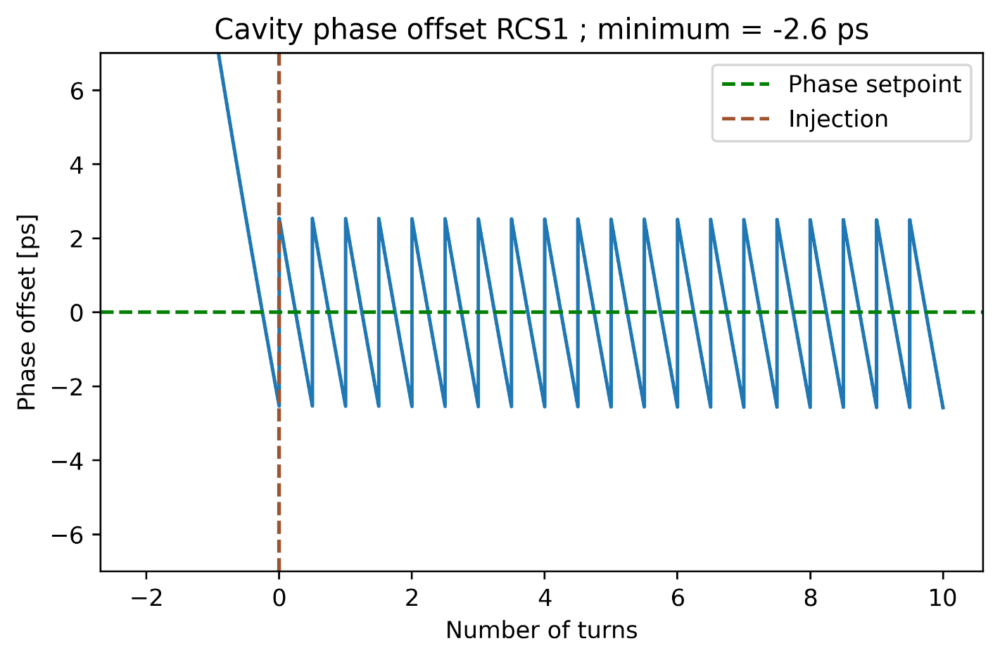 Cavity phase offset RCS1 ; minimum = -2.6 ps
Phase setpoint
Injection
Phase offset [ps]
6
4
2
0
−2
−4
−6
−2 0 2 4 6 8 10
Number of turns